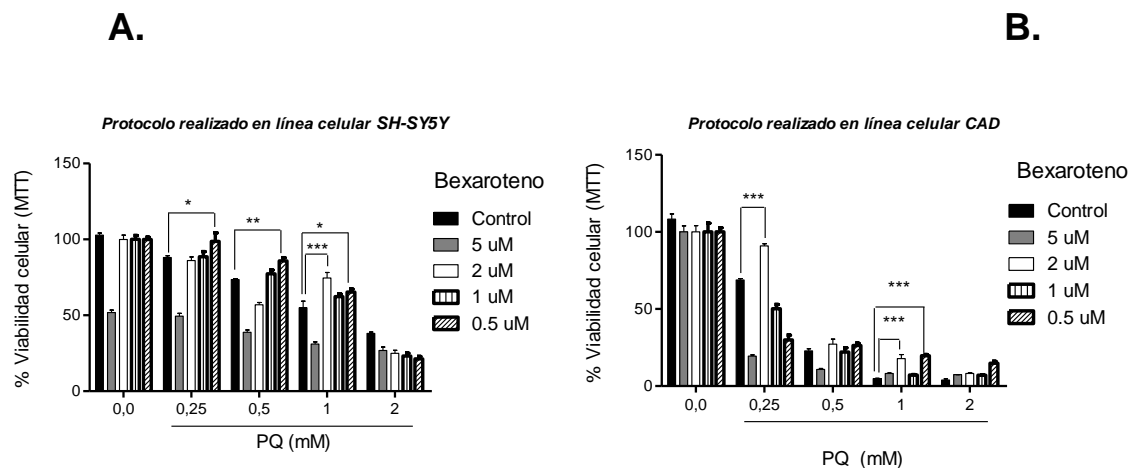 A.
B.
Protocolo realizado en línea celular SH-SY5Y
% Viabilidad celular (MTT)
150
100
50
0
* ** * ***
0,0 0,25 0,5 1 2
PQ (mM)
Bexaroteno
Control
5 uM
2 uM
1 uM
0.5 uM
Protocolo realizado en línea celular CAD
% Viabilidad celular (MTT)
150
100
50
0
*** *** ***
0,0 0,25 0,5 1 2
PQ (mM)
Bexaroteno
Control
5 uM
2 uM
1 uM
0.5 uM